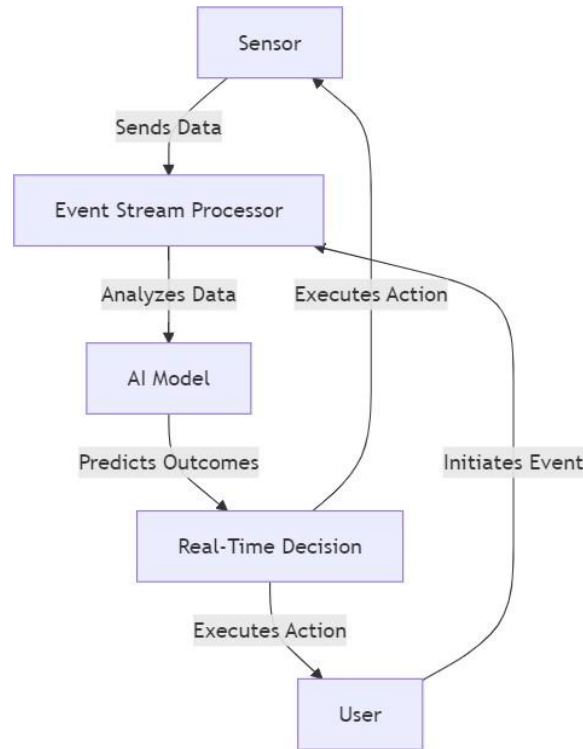 Sensor
Sends Data
Event Stream Processor
Analyzes Data
Executes Action
AI Model
Predicts Outcomes
Initiates Event
Real-Time Decision
Executes Action
User